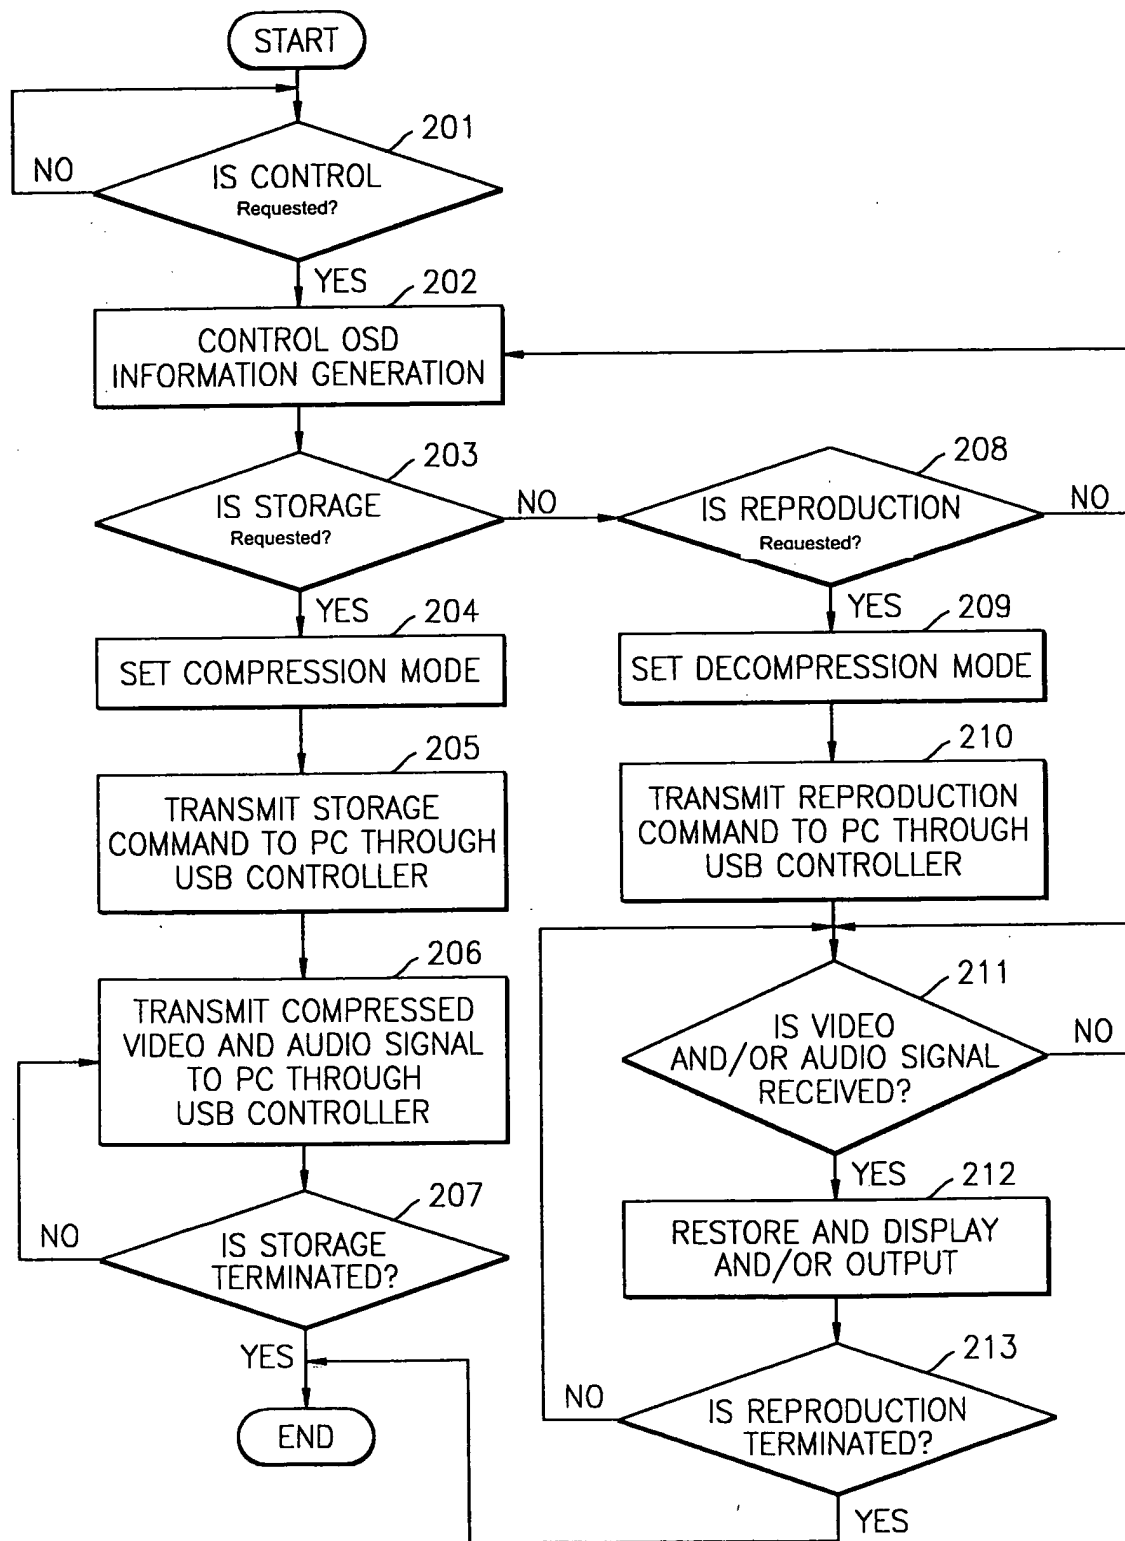 START
201
IS CONTROL
Requested?
NO
YES
202
CONTROL OSD
INFORMATION GENERATION
203
IS STORAGE
Requested?
NO
208
IS REPRODUCTION
Requested?
NO
YES
204
SET COMPRESSION MODE
YES
209
SET DECOMPRESSION MODE
205
TRANSMIT STORAGE
COMMAND TO PC THROUGH
USB CONTROLLER
210
TRANSMIT REPRODUCTION
COMMAND TO PC THROUGH
USB CONTROLLER
206
TRANSMIT COMPRESSED
VIDEO AND AUDIO SIGNAL
TO PC THROUGH
USB CONTROLLER
211
IS VIDEO
AND/OR AUDIO SIGNAL
RECEIVED?
NO
YES
207
IS STORAGE
TERMINATED?
NO
212
RESTORE AND DISPLAY
AND/OR OUTPUT
YES
END
213
IS REPRODUCTION
TERMINATED?
NO
YES